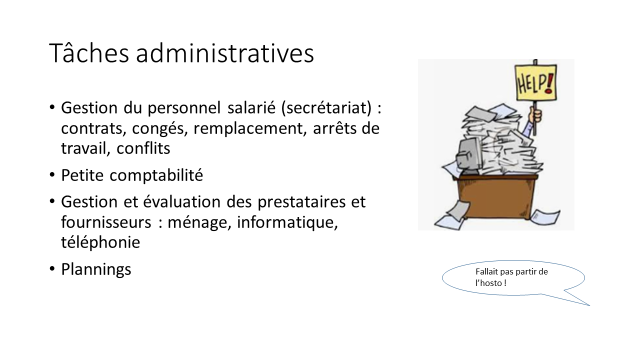 Tâches administratives
• Gestion du personnel salarié (secrétariat) :
contrats, congés, remplacement, arrêts de
travail, conflits
• Petite comptabilité
• Gestion et évaluation des prestataires et
fournisseurs : ménage, informatique,
téléphonie
• Plannings
HELP!
Fallait pas partir de
l'hosto !